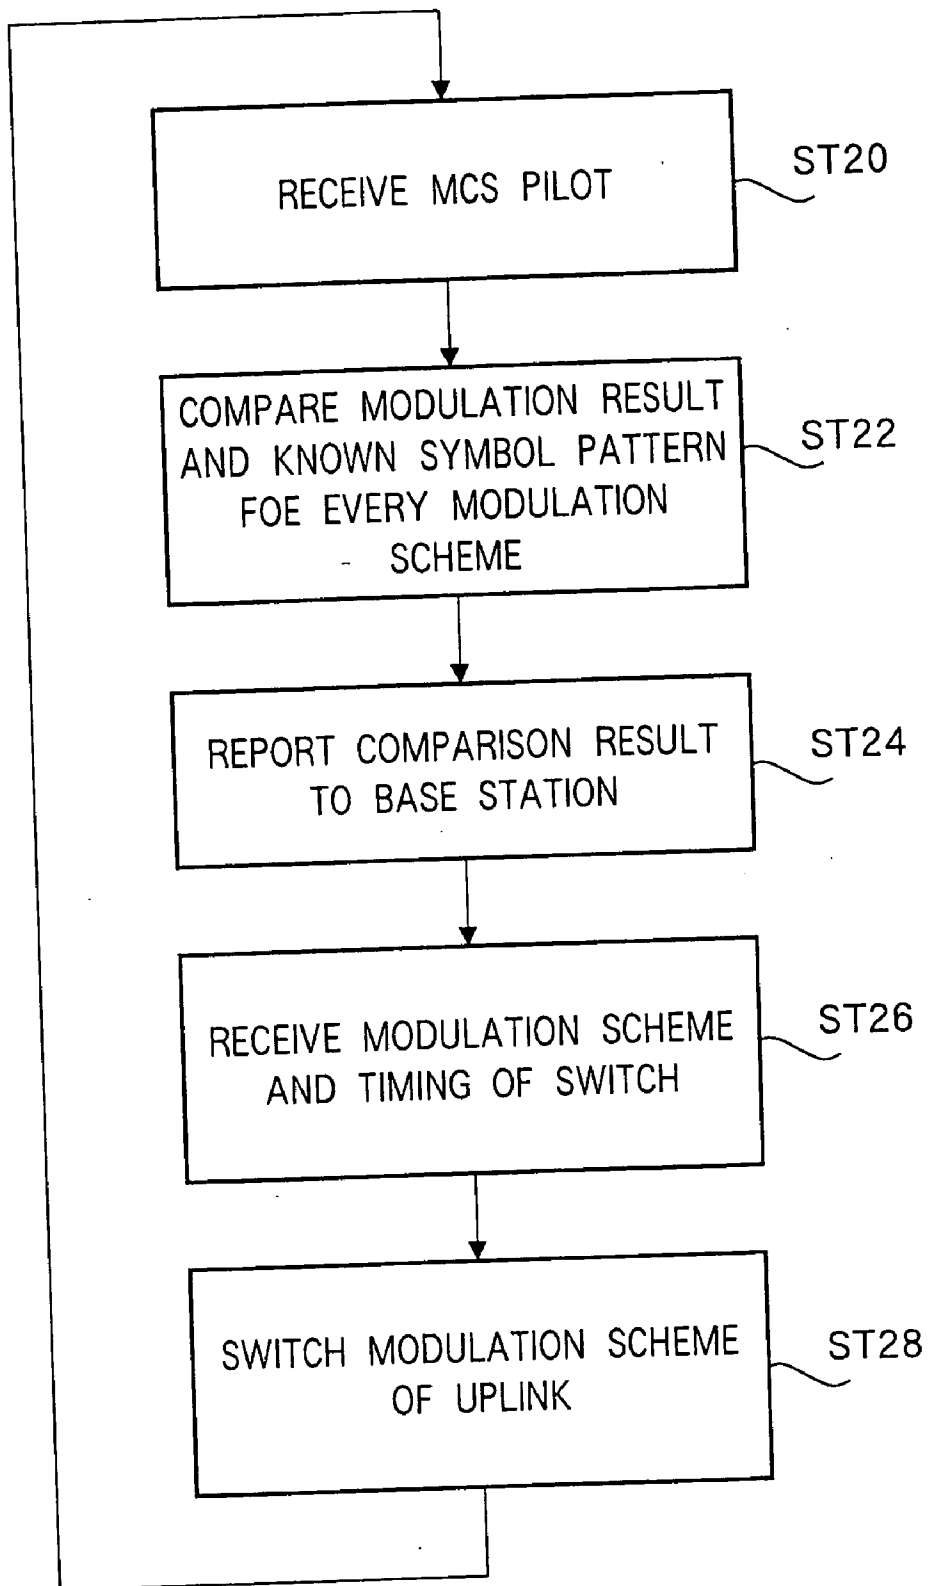 RECEIVE MCS PILOT
ST20
COMPARE MODULATION RESULT
AND KNOWN SYMBOL PATTERN
FOE EVERY MODULATION
SCHEME
ST22
REPORT COMPARISON RESULT
TO BASE STATION
ST24
RECEIVE MODULATION SCHEME
AND TIMING OF SWITCH
ST26
SWITCH MODULATION SCHEME
OF UPLINK
ST28